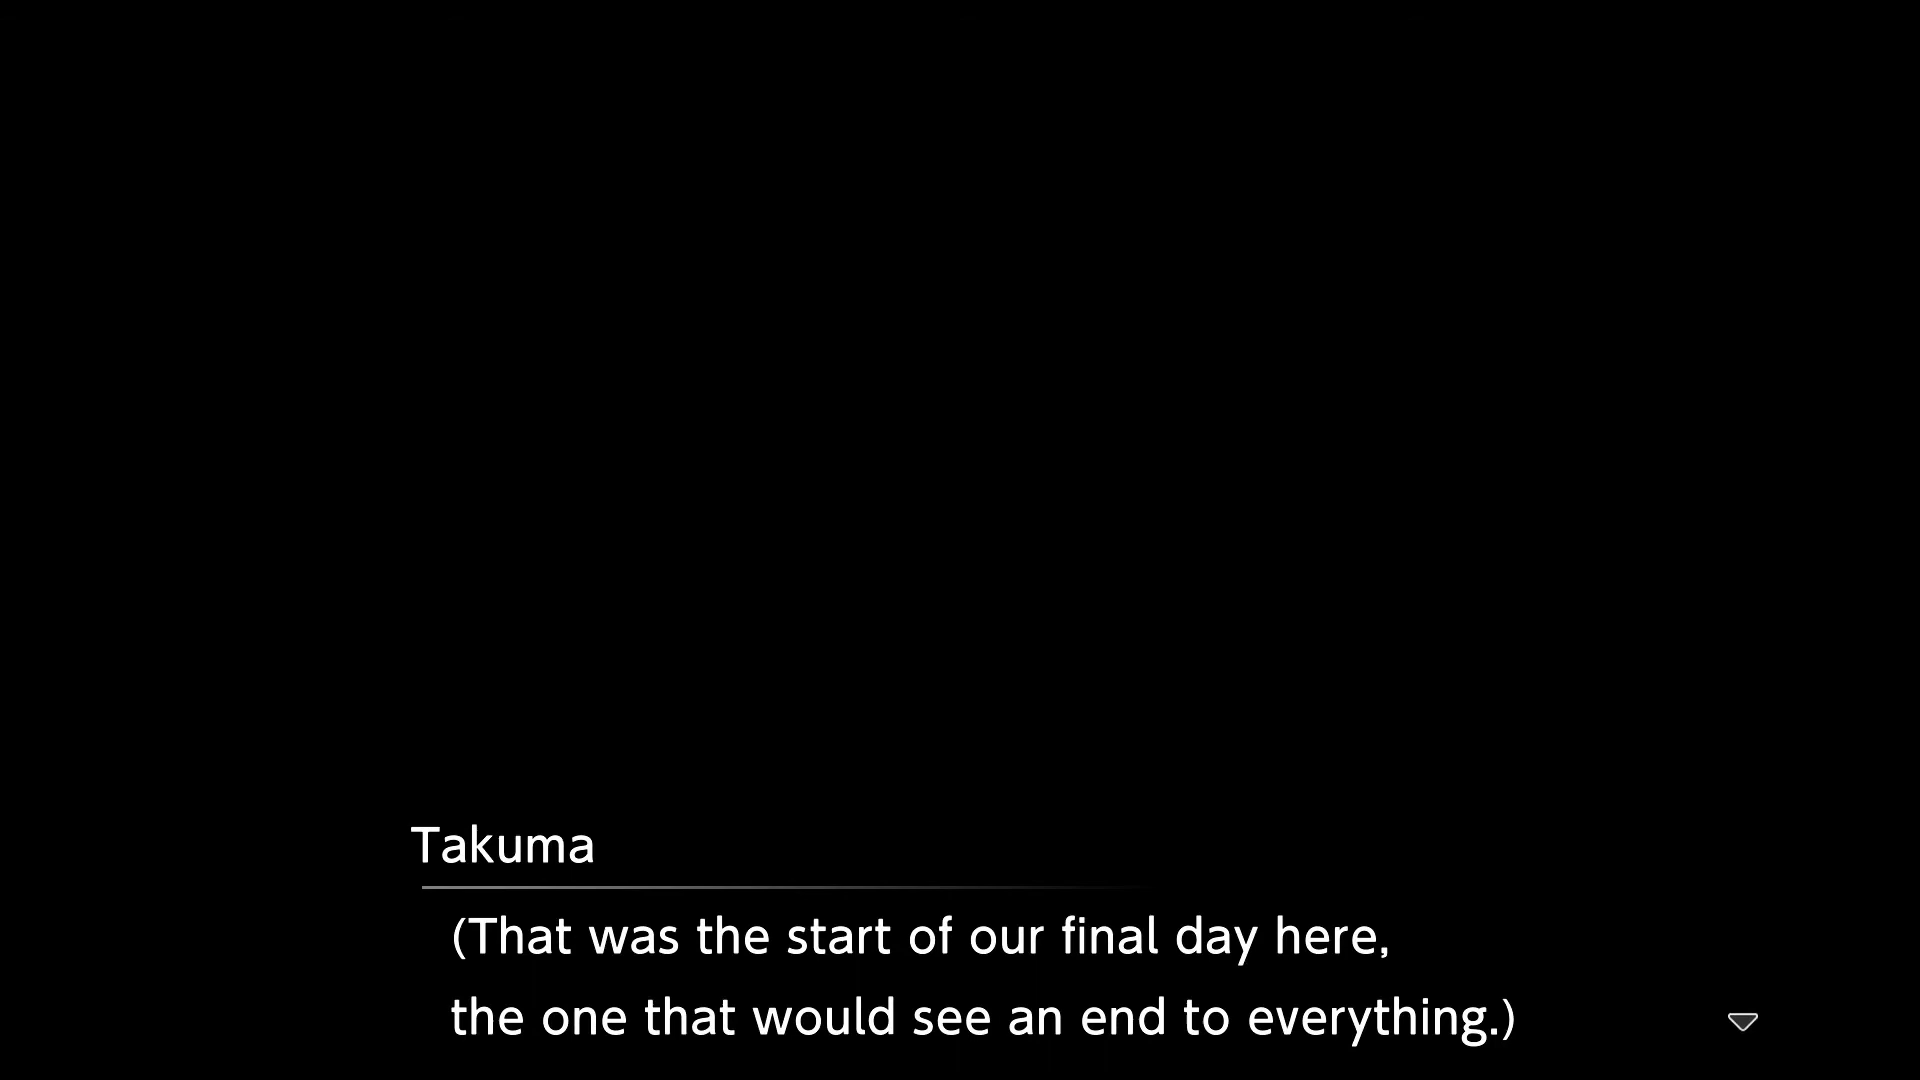 Takuma
(That was the start of our final day here,
the one that would see an end to everything.)